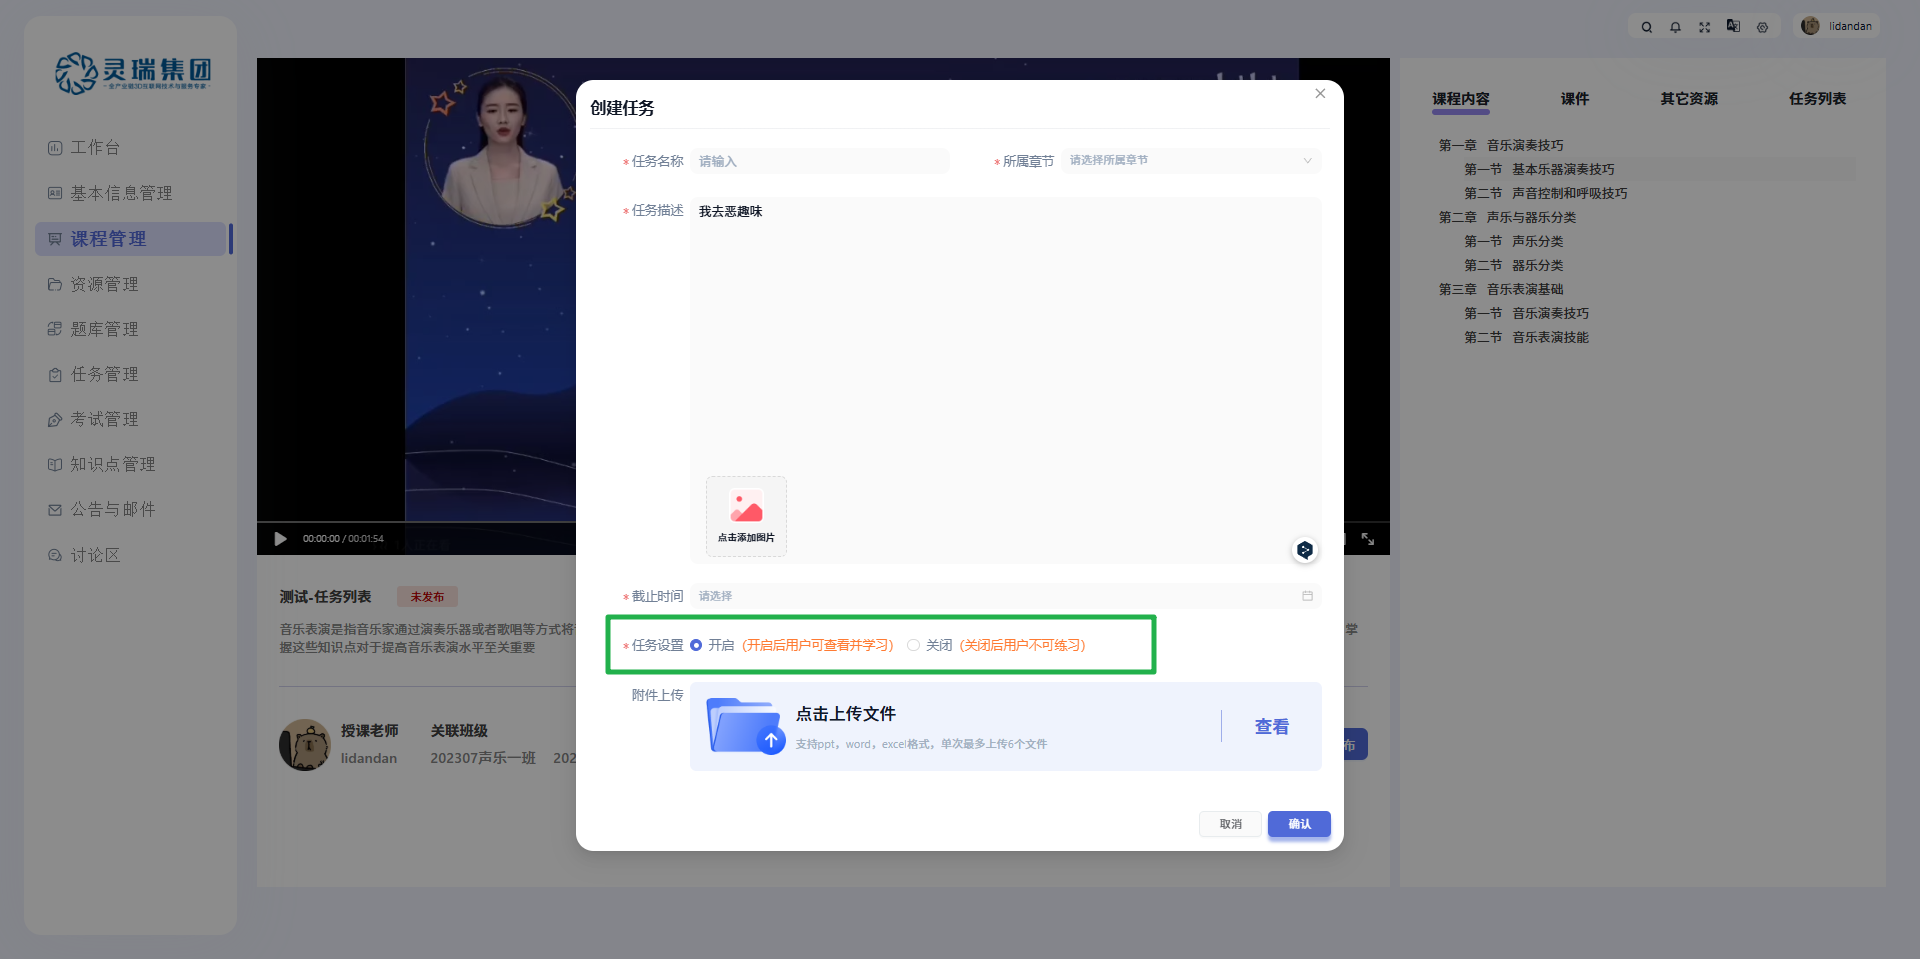 灵瑞集团
-全产业链3D互联网技术与服务专家-
工作台
基本信息管理
课程管理
资源管理
题库管理
任务管理
考试管理
知识点管理
公告与邮件
讨论区
lidandan
00:00:00 / 00:01:54
测试-任务列表
未发布
音乐表演是指音乐家通过演奏乐器或者歌唱等方式将
掌
握这些知识点对于提高音乐表演水平至关重要
授课老师
关联班级
lidandan
202307声乐一班
202
布
创建任务
*任务名称
请输入
*所属章节
请选择所属章节
*任务描述
我去恶趣味
点击添加图片
*截止时间
请选择
*任务设置
开启
(开启后用户可查看并学习)
关闭
(关闭后用户不可练习)
附件上传
点击上传文件
支持ppt，word，excel格式，单次最多上传6个文件
查看
取消
确认
课程内容
课件
其它资源
任务列表
第一章 音乐演奏技巧
第一节 基本乐器演奏技巧
第二节 声音控制和呼吸技巧
第二章 声乐与器乐分类
第一节 声乐分类
第二节 器乐分类
第三章 音乐表演基础
第一节 音乐演奏技巧
第二节 音乐表演技能